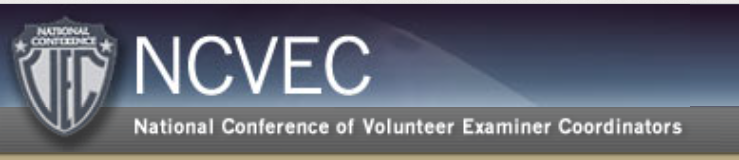 NATIONAL
CONFERENCE
VEC
NCVEC
National Conference of Volunteer Examiner Coordinators